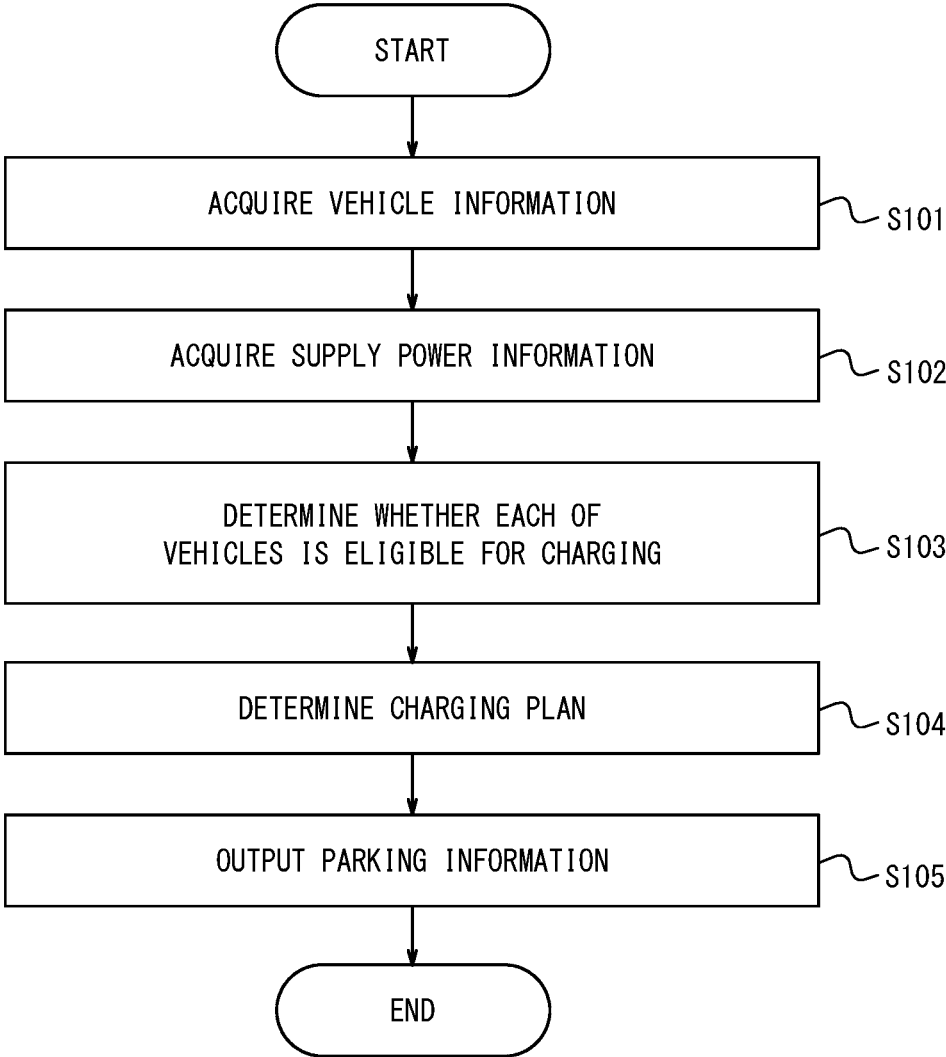 START
ACQUIRE VEHICLE INFORMATION
S101
ACQUIRE SUPPLY POWER INFORMATION
S102
DETERMINE WHETHER EACH OF
VEHICLES IS ELIGIBLE FOR CHARGING
S103
DETERMINE CHARGING PLAN
S104
OUTPUT PARKING INFORMATION
S105
END